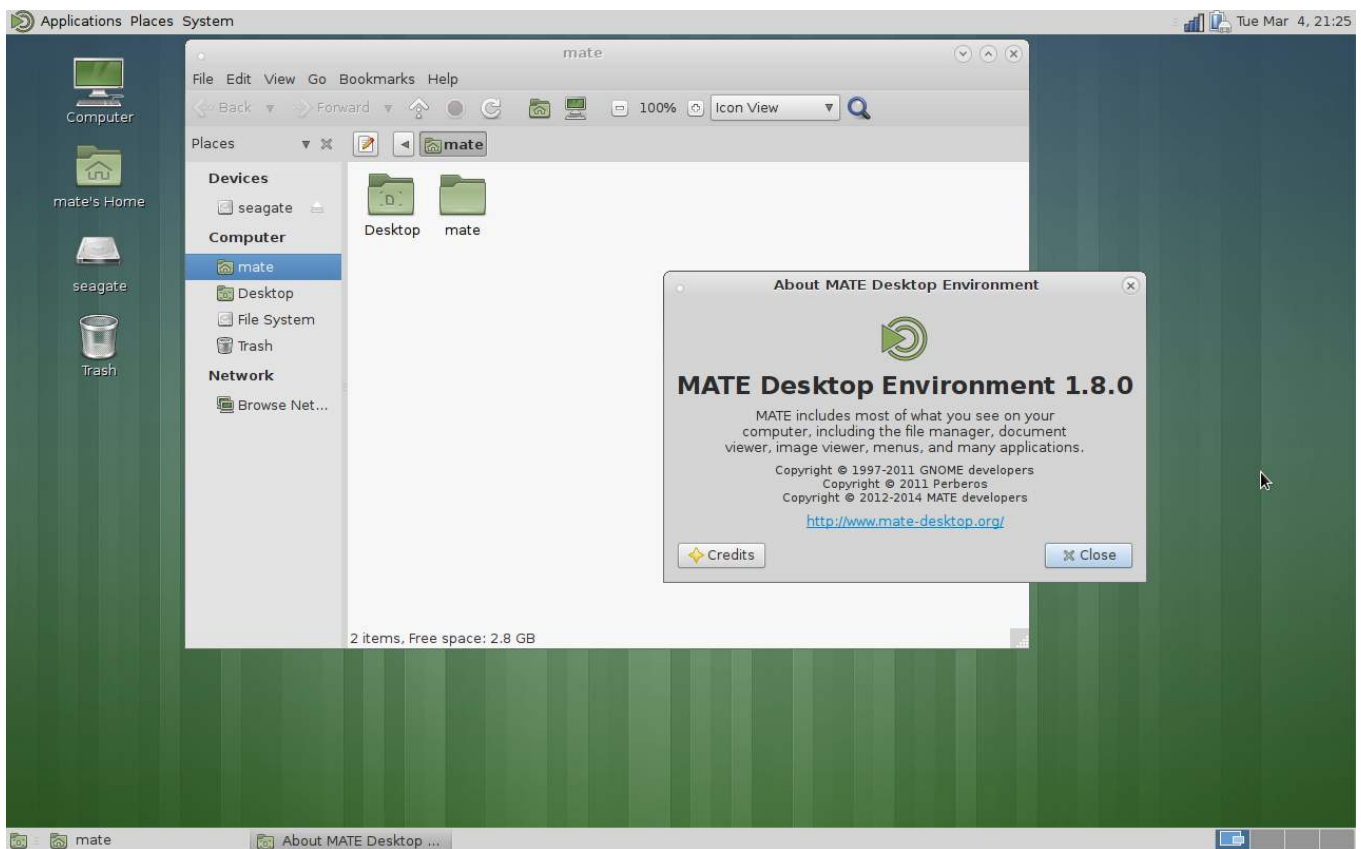 Applications Places System
Tue Mar 4, 21:25
Computer
mate's Home
seagate
Trash
mate
File Edit View Go Bookmarks Help
Back Forward 100% Icon View
Places mate
Devices
seagate
Computer
mate
Desktop
File System
Trash
Network
Browse Net...
Desktop mate
2 items, Free space: 2.8 GB
About MATE Desktop Environment
MATE Desktop Environment 1.8.0
MATE includes most of what you see on your
computer, including the file manager, document
viewer, image viewer, menus, and many applications.
Copyright © 1997-2011 GNOME developers
Copyright © 2011 Perberos
Copyright © 2012-2014 MATE developers
http://www.mate-desktop.org/
Credits Close
mate About MATE Desktop ...